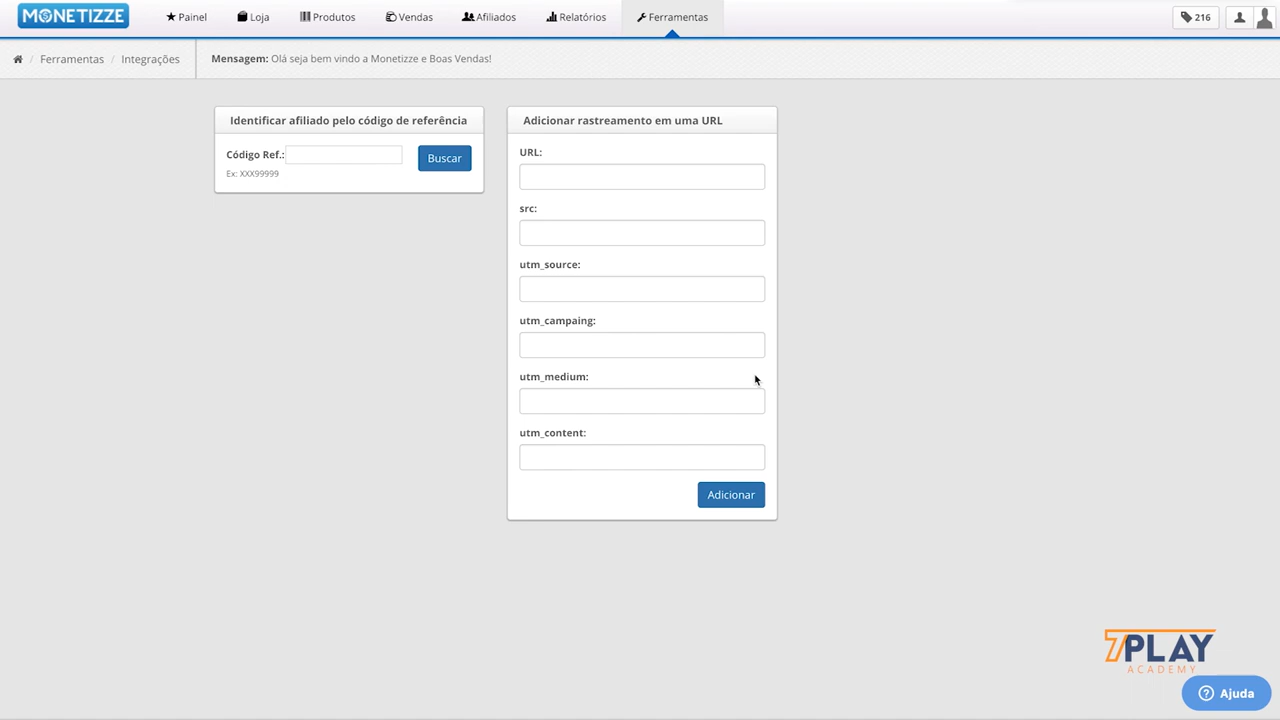 MONETIZZE
Painel
Loja
Produtos
Vendas
Afiliados
Relatórios
Ferramentas
216
/ Ferramentas / Integrações
Mensagem: Olá seja bem vindo a Monetizze e Boas Vendas!
Identificar afiliado pelo código de referência
Código Ref.:
Buscar
Ex: XXX99999
Adicionar rastreamento em uma URL
URL:
src:
utm_source:
utm_campaing:
utm_medium:
utm_content:
Adicionar
7PLAY
ACADEMY
? Ajuda